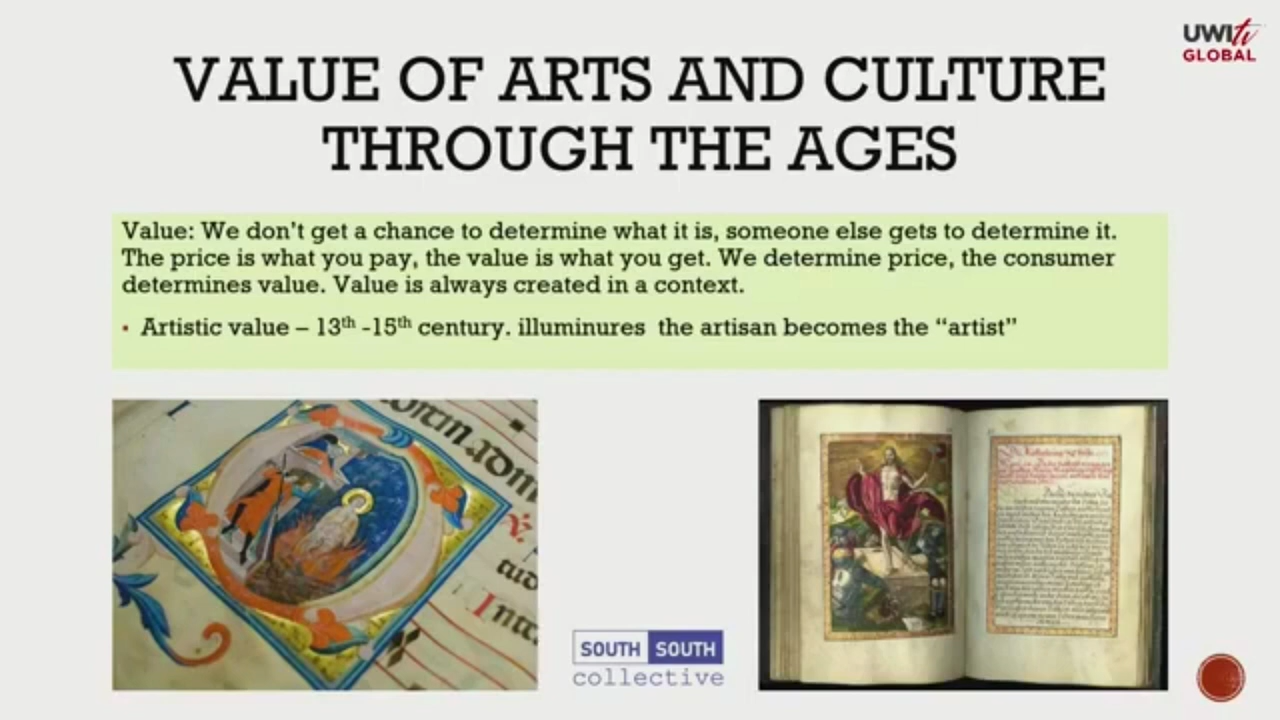 UWItv
GLOBAL
VALUE OF ARTS AND CULTURE
THROUGH THE AGES
Value: We don’t get a chance to determine what it is, someone else gets to determine it.
The price is what you pay, the value is what you get. We determine price, the consumer
determines value. Value is always created in a context.
▪ Artistic value – 13th -15th century. illuminures the artisan becomes the “artist”
SOUTH SOUTH
collective